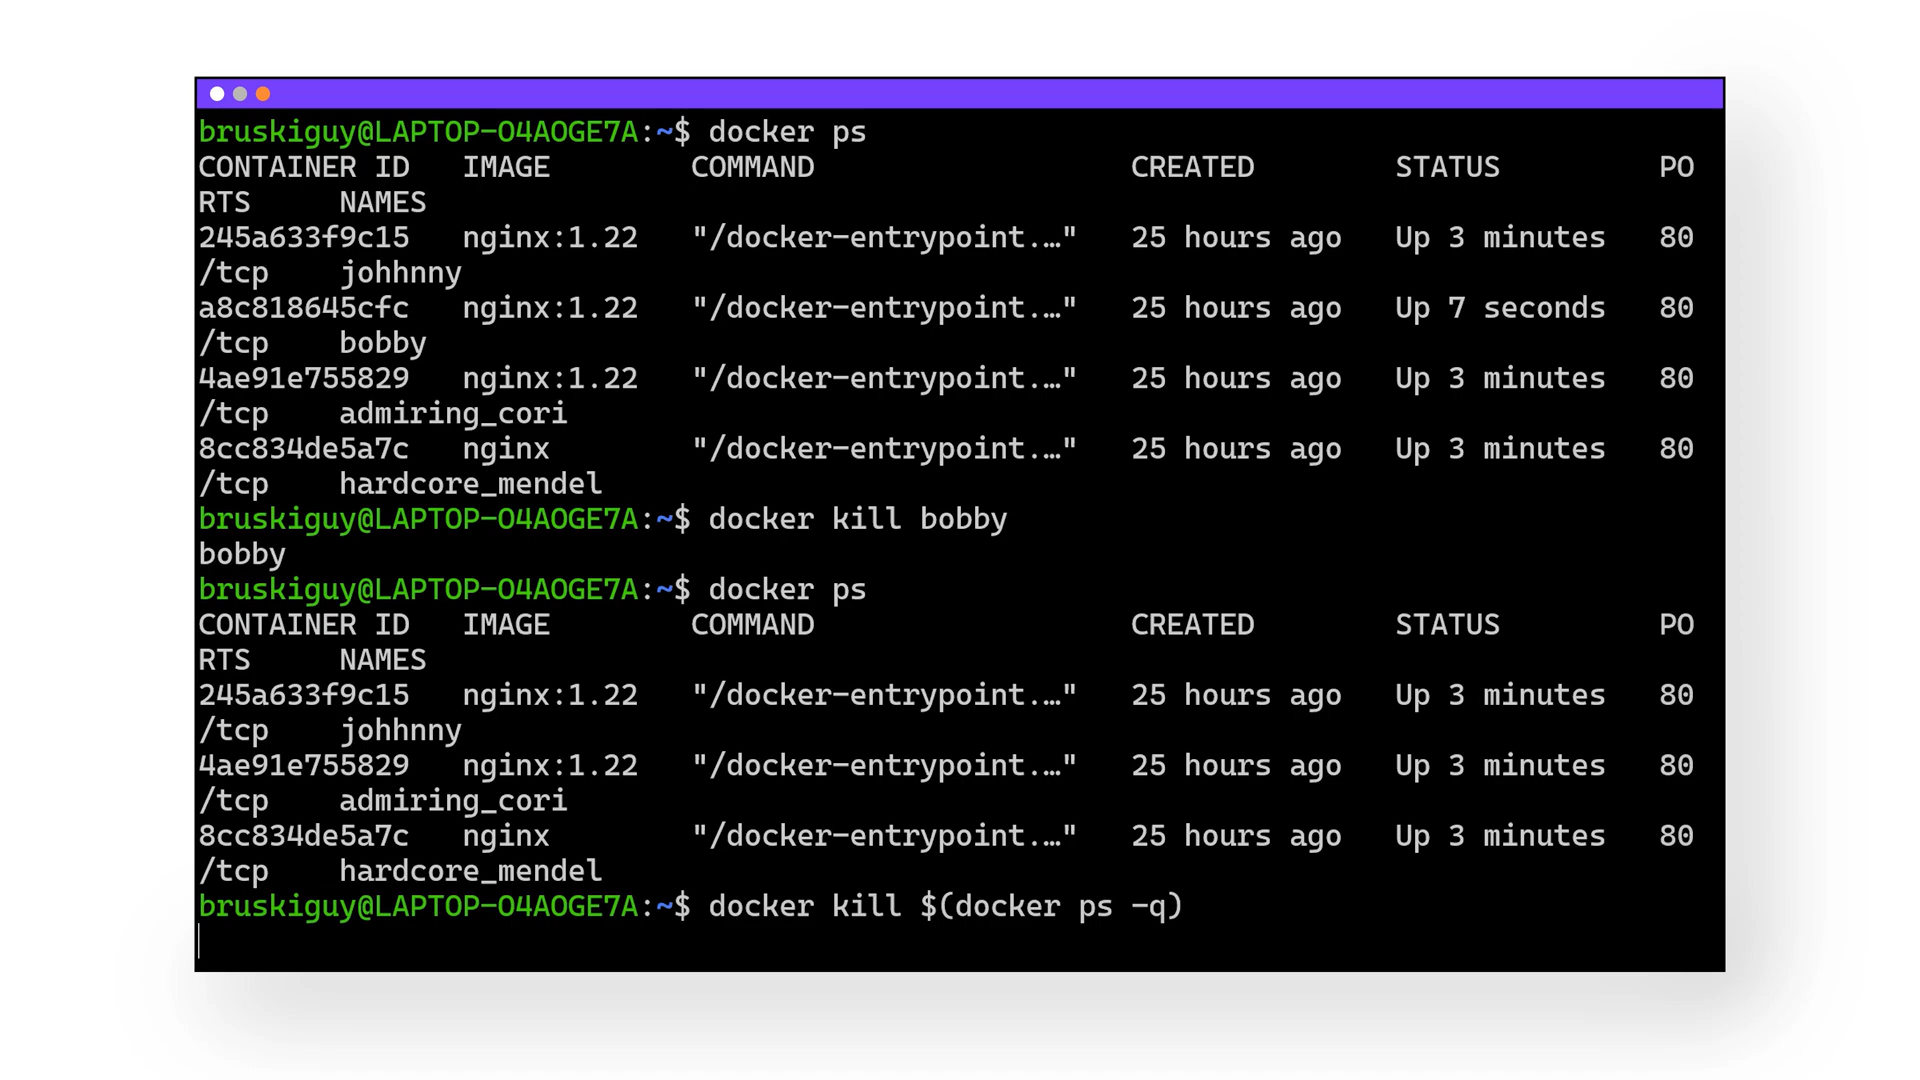 bruskiguy@LAPTOP-O4AOGE7A:~$ docker ps
CONTAINER ID   IMAGE        COMMAND                  CREATED        STATUS         PO
RTS     NAMES
245a633f9c15   nginx:1.22   "/docker-entrypoint.…"   25 hours ago   Up 3 minutes   80
/tcp    johhnny
a8c818645cfc   nginx:1.22   "/docker-entrypoint.…"   25 hours ago   Up 7 seconds   80
/tcp    bobby
4ae91e755829   nginx:1.22   "/docker-entrypoint.…"   25 hours ago   Up 3 minutes   80
/tcp    admiring_cori
8cc834de5a7c   nginx        "/docker-entrypoint.…"   25 hours ago   Up 3 minutes   80
/tcp    hardcore_mendel
bruskiguy@LAPTOP-O4AOGE7A:~$ docker kill bobby
bobby
bruskiguy@LAPTOP-O4AOGE7A:~$ docker ps
CONTAINER ID   IMAGE        COMMAND                  CREATED        STATUS         PO
RTS     NAMES
245a633f9c15   nginx:1.22   "/docker-entrypoint.…"   25 hours ago   Up 3 minutes   80
/tcp    johhnny
4ae91e755829   nginx:1.22   "/docker-entrypoint.…"   25 hours ago   Up 3 minutes   80
/tcp    admiring_cori
8cc834de5a7c   nginx        "/docker-entrypoint.…"   25 hours ago   Up 3 minutes   80
/tcp    hardcore_mendel
bruskiguy@LAPTOP-O4AOGE7A:~$ docker kill $(docker ps -q)